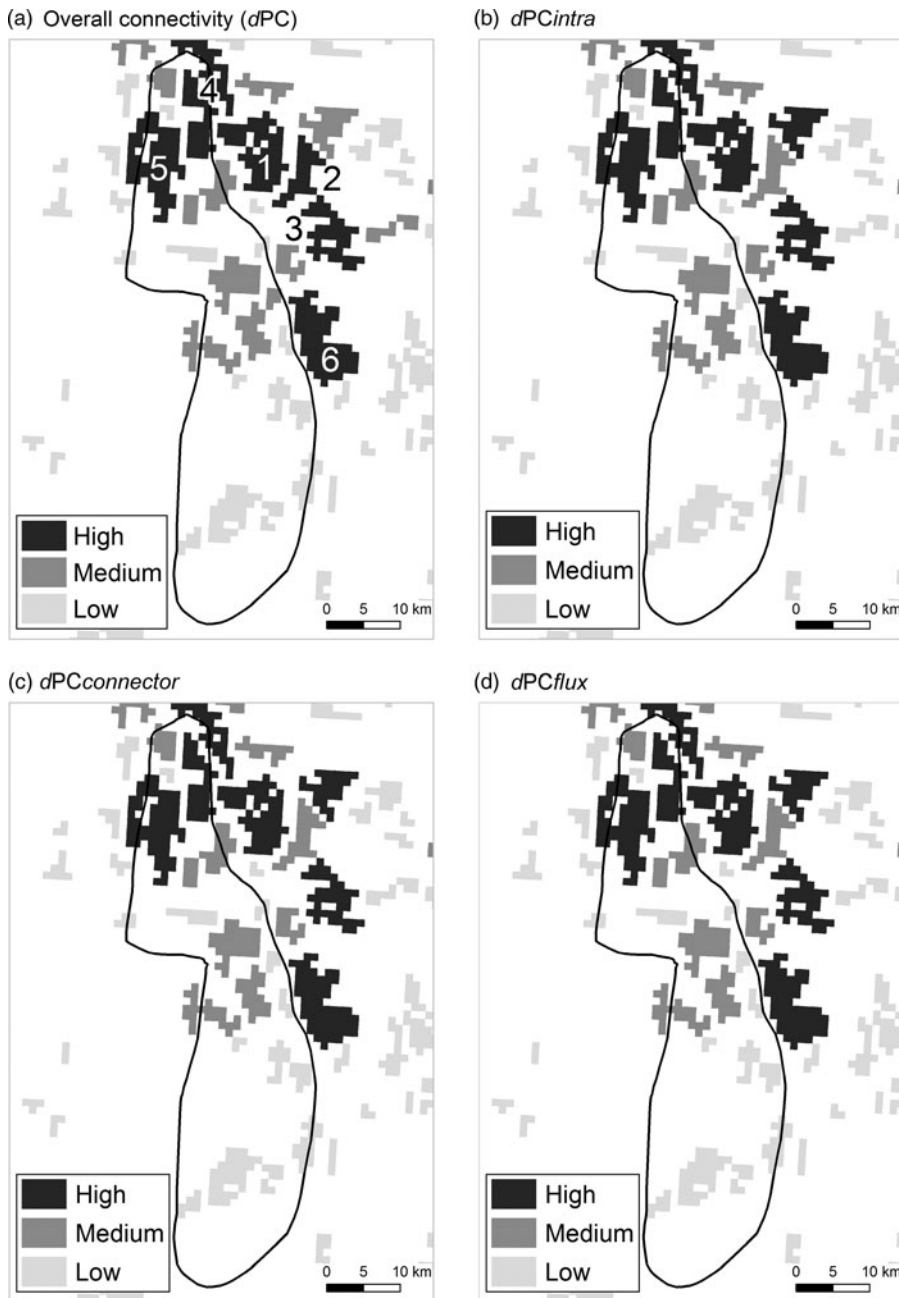 (a) Overall connectivity (dPC)
4
5
1
2
3
6
High
Medium
Low
0 5 10 km
(b) dPCintra
High
Medium
Low
0 5 10 km
(c) dPCconnector
High
Medium
Low
0 5 10 km
(d) dPCflux
High
Medium
Low
0 5 10 km